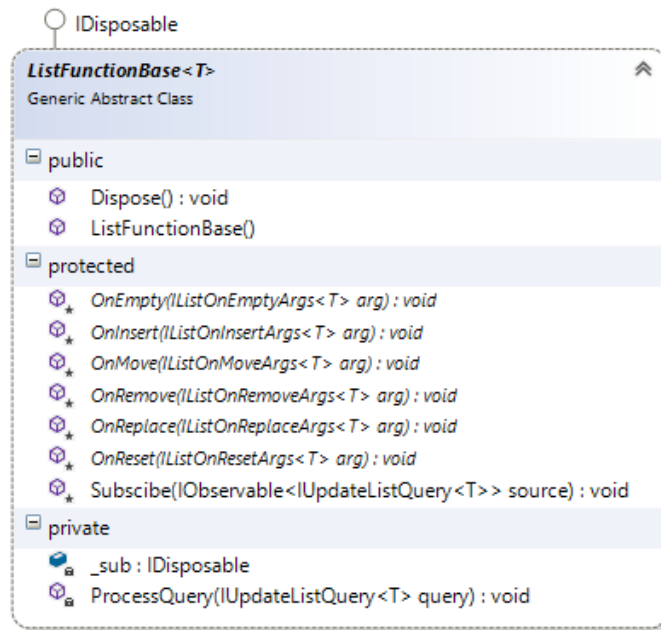 IDisposable
ListFunctionBase<T>
Generic Abstract Class
public
Dispose() : void
ListFunctionBase()
protected
OnEmpty(IListOnEmptyArgs<T> arg) : void
OnInsert(IListOnInsertArgs<T> arg) : void
OnMove(IListOnMoveArgs<T> arg) : void
OnRemove(IListOnRemoveArgs<T> arg) : void
OnReplace(IListOnReplaceArgs<T> arg) : void
OnReset(IListOnResetArgs<T> arg) : void
Subscibe(IObservable<IUpdateListQuery<T>> source) : void
private
_sub : IDisposable
ProcessQuery(IUpdateListQuery<T> query) : void